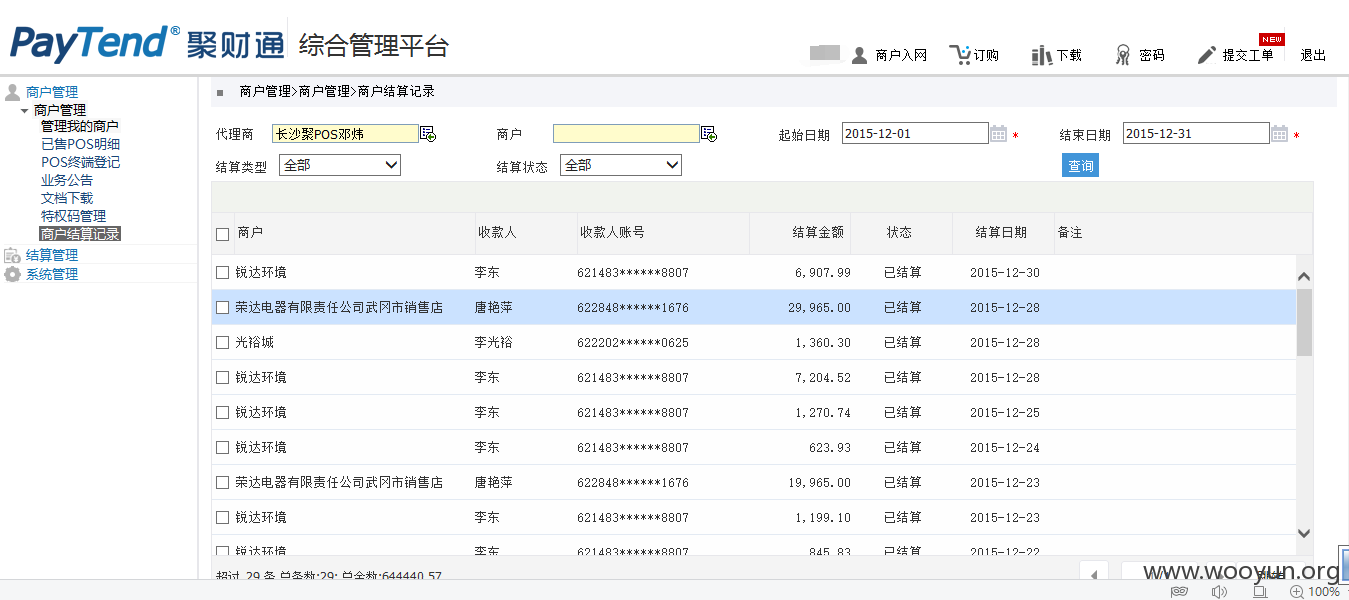 PayTend® 聚财通 综合管理平台
商户入网 订购 下载 密码 提交工单 NEW 退出
商户管理
商户管理
管理我的商户
已售POS明细
POS终端登记
业务公告
文档下载
特权码管理
商户结算记录
结算管理
系统管理
商户管理>商户管理>商户结算记录
代理商 长沙聚POS邓炜 商户 起始日期 2015-12-01 * 结束日期 2015-12-31 *
结算类型 全部 结算状态 全部 查询
商户 收款人 收款人账号 结算金额 状态 结算日期 备注
锐达环境 李东 621483******8807 6,907.99 已结算 2015-12-30
荣达电器有限责任公司武冈市销售店 唐艳萍 622848******1676 29,965.00 已结算 2015-12-28
光裕城 李光裕 622202******0625 1,360.30 已结算 2015-12-28
锐达环境 李东 621483******8807 7,204.52 已结算 2015-12-28
锐达环境 李东 621483******8807 1,270.74 已结算 2015-12-25
锐达环境 李东 621483******8807 623.93 已结算 2015-12-24
荣达电器有限责任公司武冈市销售店 唐艳萍 622848******1676 19,965.00 已结算 2015-12-23
锐达环境 李东 621483******8807 1,199.10 已结算 2015-12-23
锐达环境 李东 621483******8807 845.83 已结算 2015-12-22
29 条 总条数:29; 总金额:644440.57
www.wooyun.org
100%